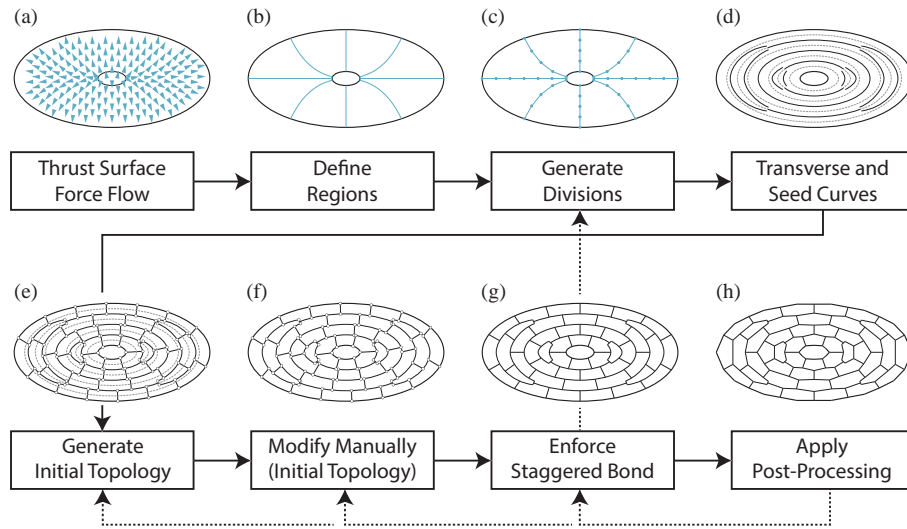 (a)
(b)
(c)
(d)
Thrust Surface
Force Flow
Define
Regions
Generate
Divisions
Transverse and
Seed Curves
(e)
(f)
(g)
(h)
Generate
Initial Topology
Modify Manually
(Initial Topology)
Enforce
Staggered Bond
Apply
Post-Processing